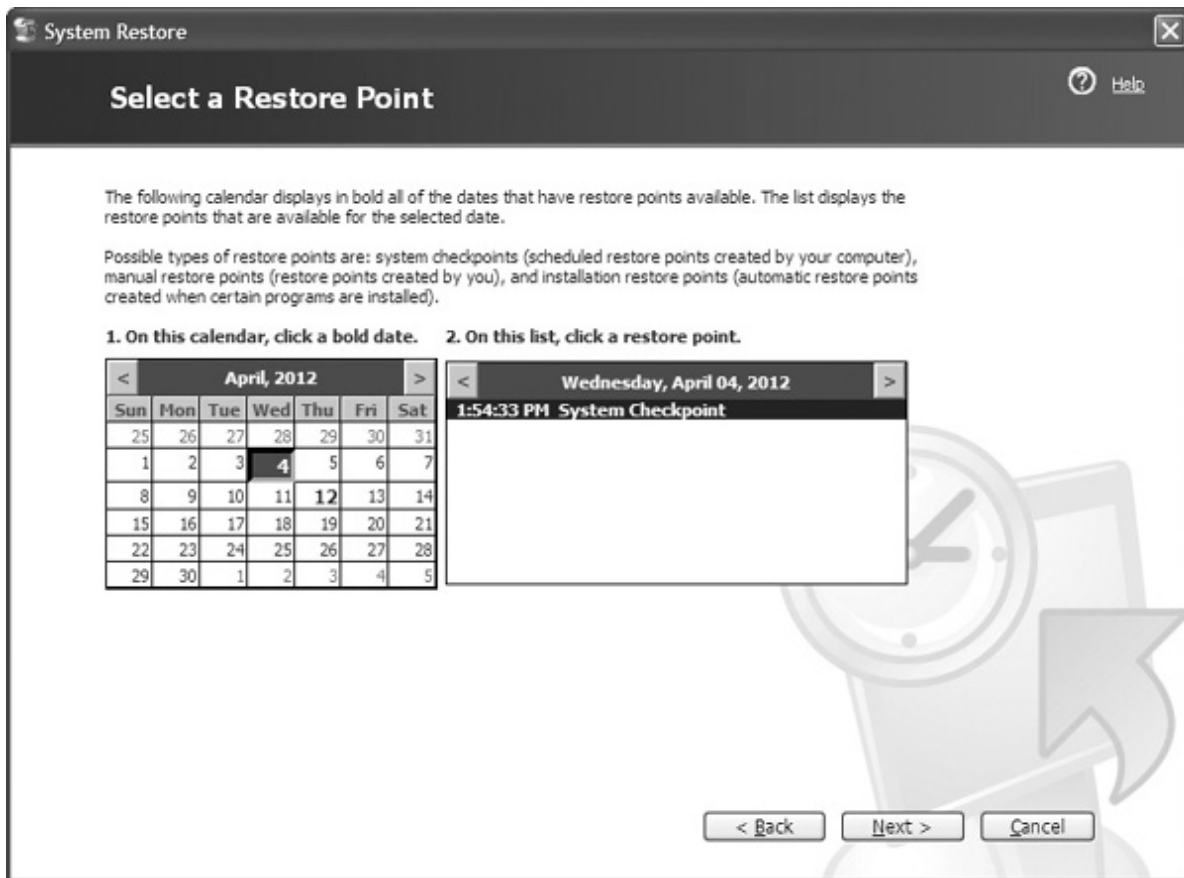 System Restore
Select a Restore Point
Help
The following calendar displays in bold all of the dates that have restore points available. The list displays the
restore points that are available for the selected date.
Possible types of restore points are: system checkpoints (scheduled restore points created by your computer),
manual restore points (restore points created by you), and installation restore points (automatic restore points
created when certain programs are installed).
1. On this calendar, click a bold date.
2. On this list, click a restore point.
< April, 2012 >
Sun Mon Tue Wed Thu Fri Sat
25 26 27 28 29 30 31
1 2 3 4 5 6 7
8 9 10 11 12 13 14
15 16 17 18 19 20 21
22 23 24 25 26 27 28
29 30 1 2 3 4 5
< Wednesday, April 04, 2012 >
1:54:33 PM System Checkpoint
< Back
Next >
Cancel